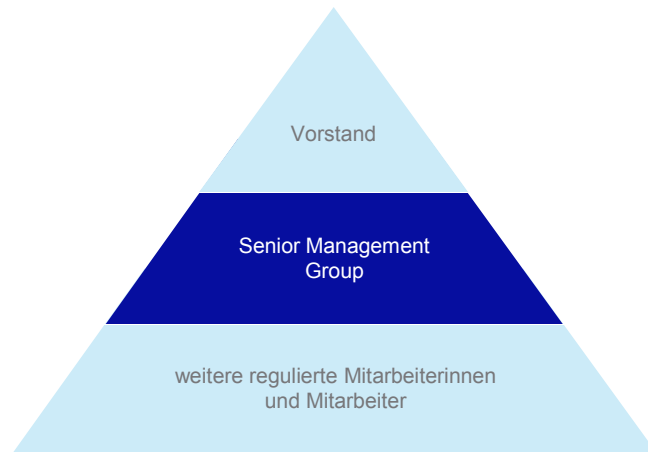 Vorstand
Senior Management
Group
weitere regulierte Mitarbeiterinnen
und Mitarbeiter